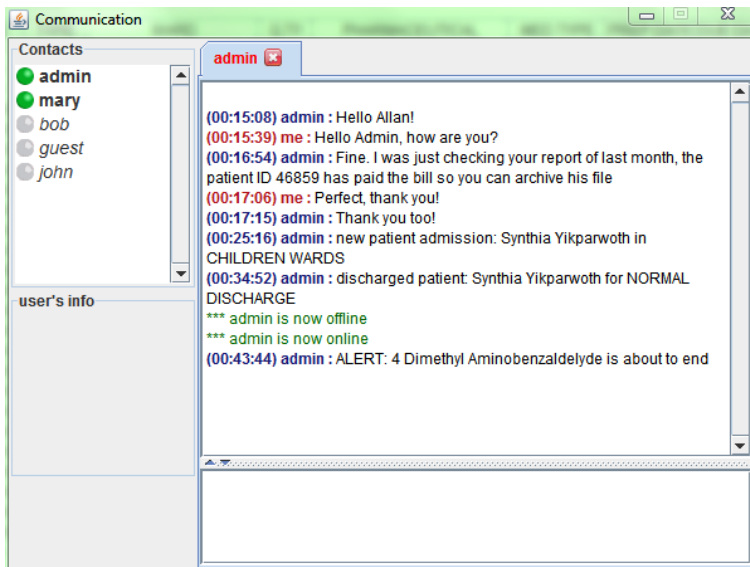 Communication
Contacts
admin
mary
bob
guest
john
user's info
admin
(00:15:08) admin : Hello Allan!
(00:15:39) me : Hello Admin, how are you?
(00:16:54) admin : Fine. I was just checking your report of last month, the
patient ID 46859 has paid the bill so you can archive his file
(00:17:06) me : Perfect, thank you!
(00:17:15) admin : Thank you too!
(00:25:16) admin : new patient admission: Synthia Yikparwoth in
CHILDREN WARDS
(00:34:52) admin : discharged patient: Synthia Yikparwoth for NORMAL
DISCHARGE
*** admin is now offline
*** admin is now online
(00:43:44) admin : ALERT: 4 Dimethyl Aminobenzaldelyde is about to end